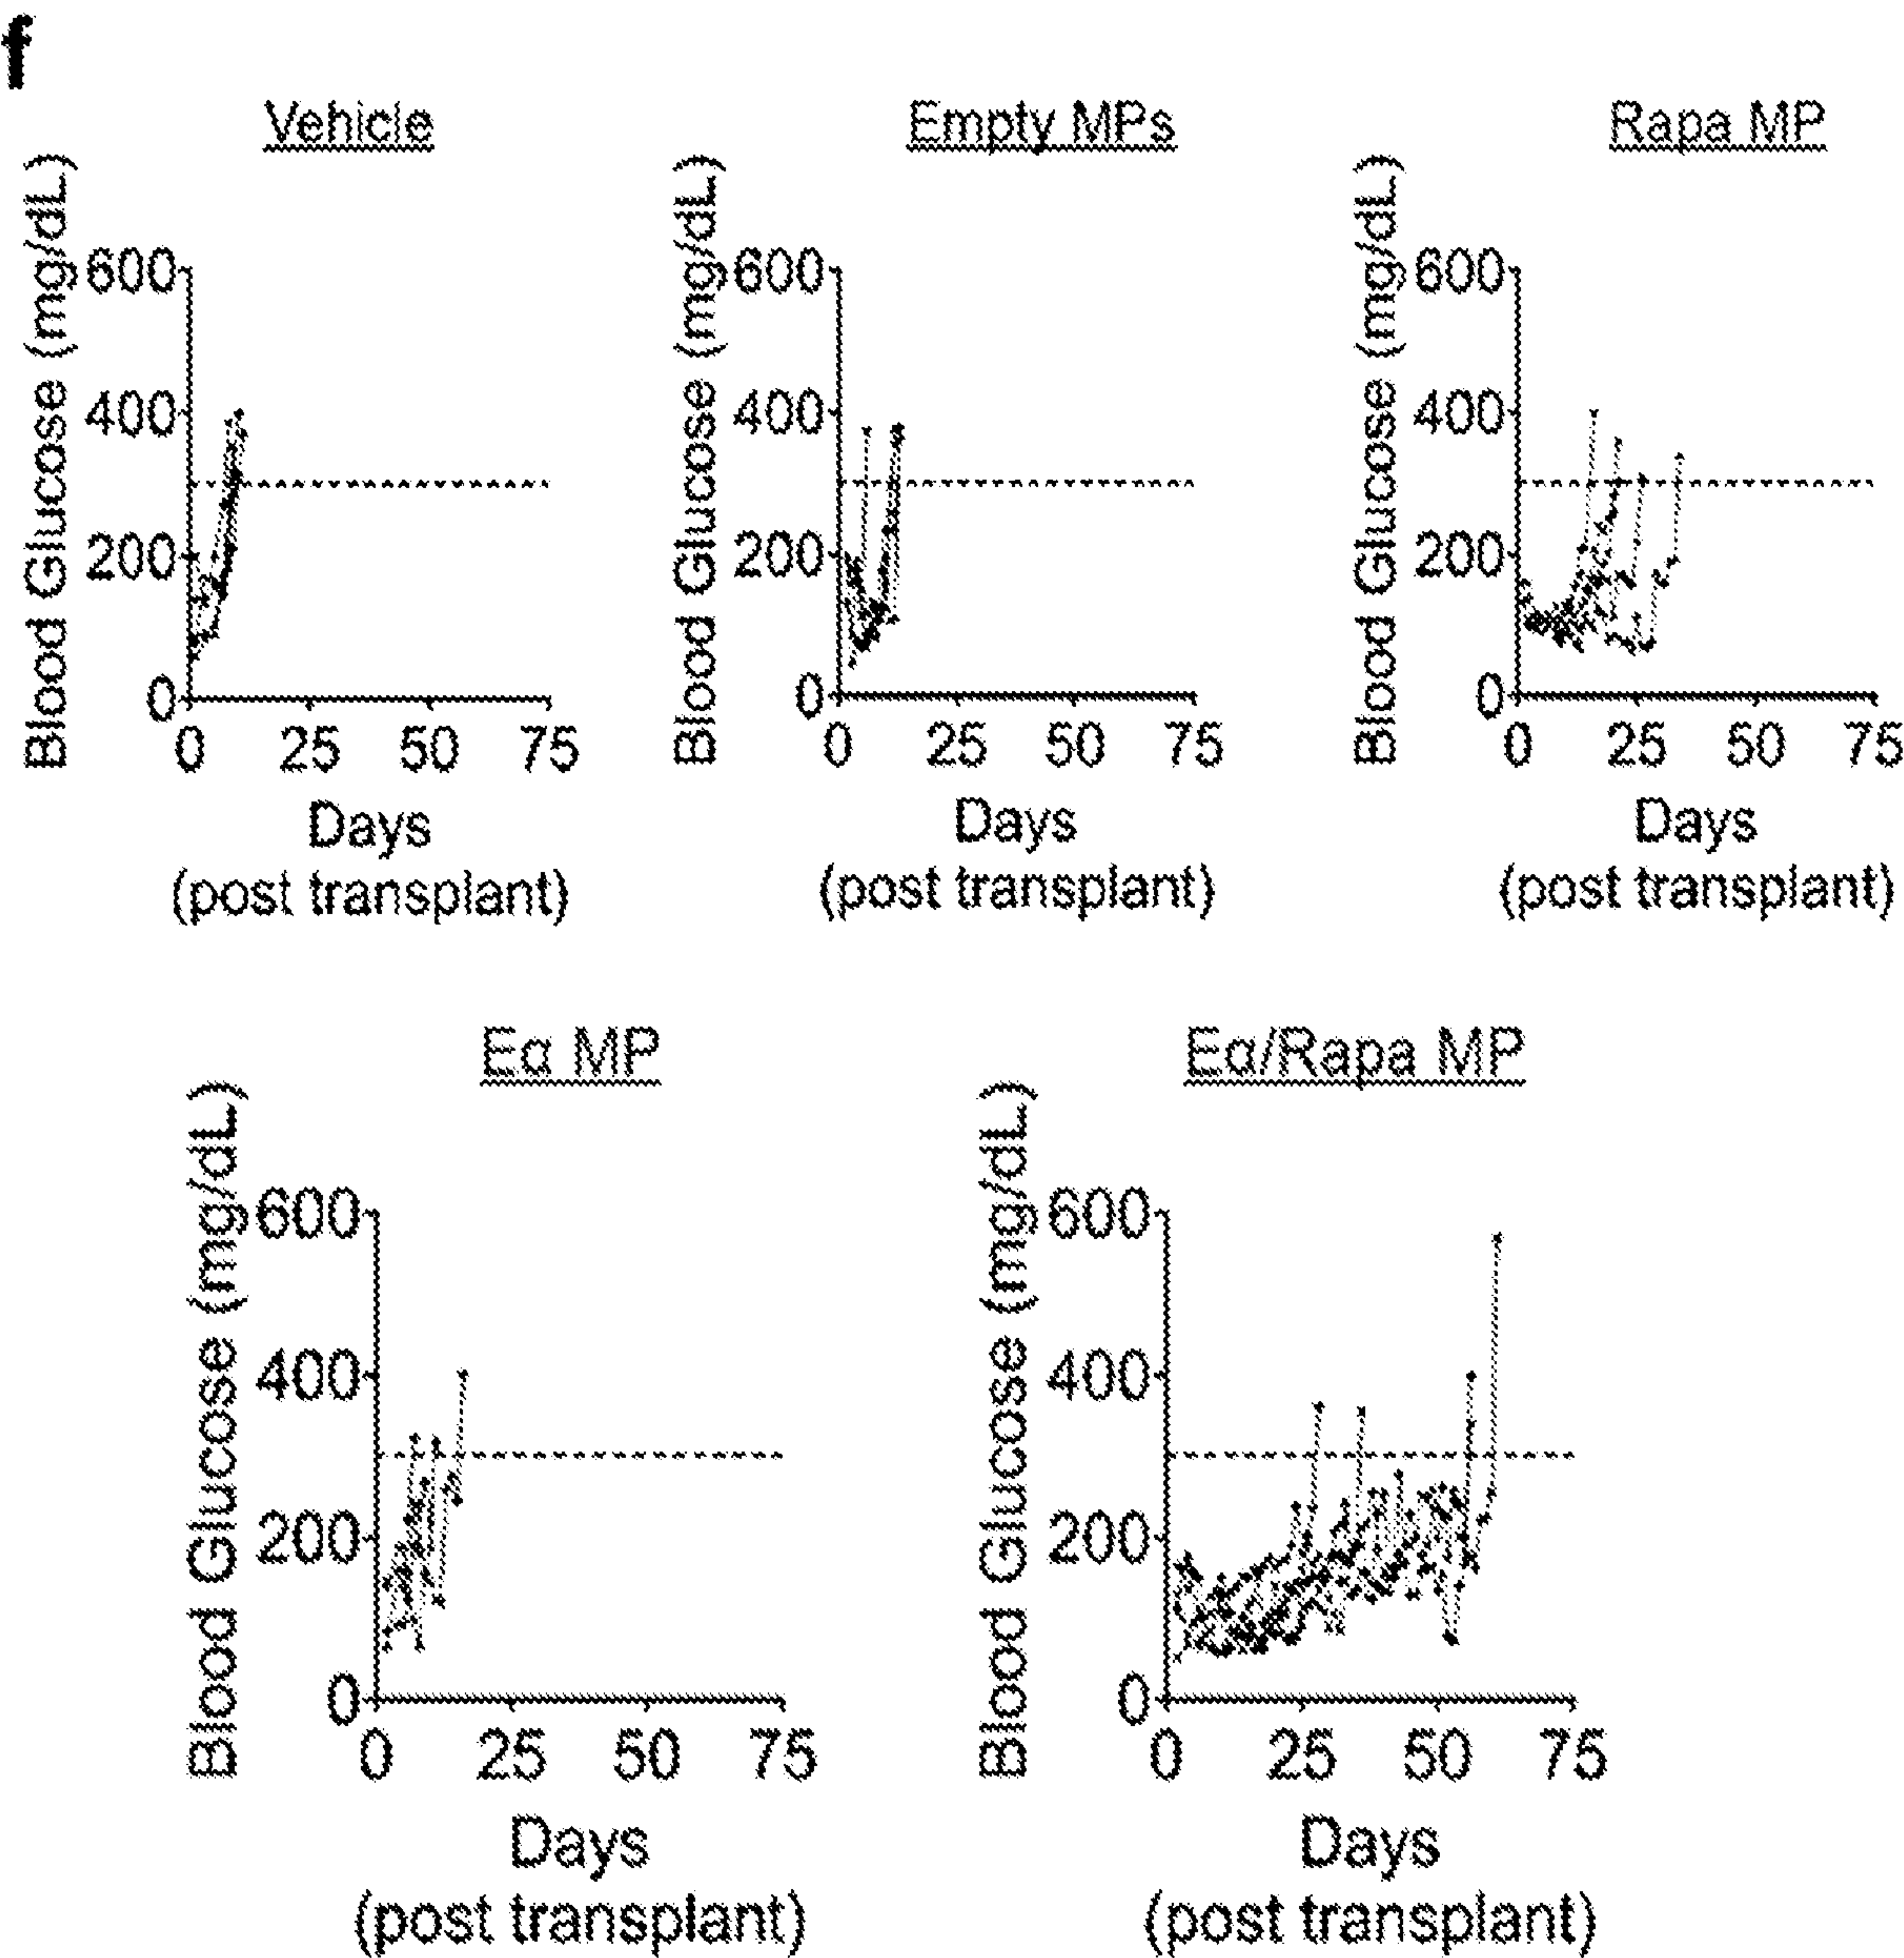 f
Vehicle
Empty MPs
Rapa MP
Blood Glucose (mg/dL)
600
400
200
0
0 25 50 75
Days
(post transplant)
Blood Glucose (mg/dL)
600
400
200
0
0 25 50 75
Days
(post transplant)
Blood Glucose (mg/dL)
600
400
200
0
0 25 50 75
Days
(post transplant)
Eα MP
Eα/Rapa MP
Blood Glucose (mg/dL)
600
400
200
0
0 25 50 75
Days
(post transplant)
Blood Glucose (mg/dL)
600
400
200
0
0 25 50 75
Days
(post transplant)